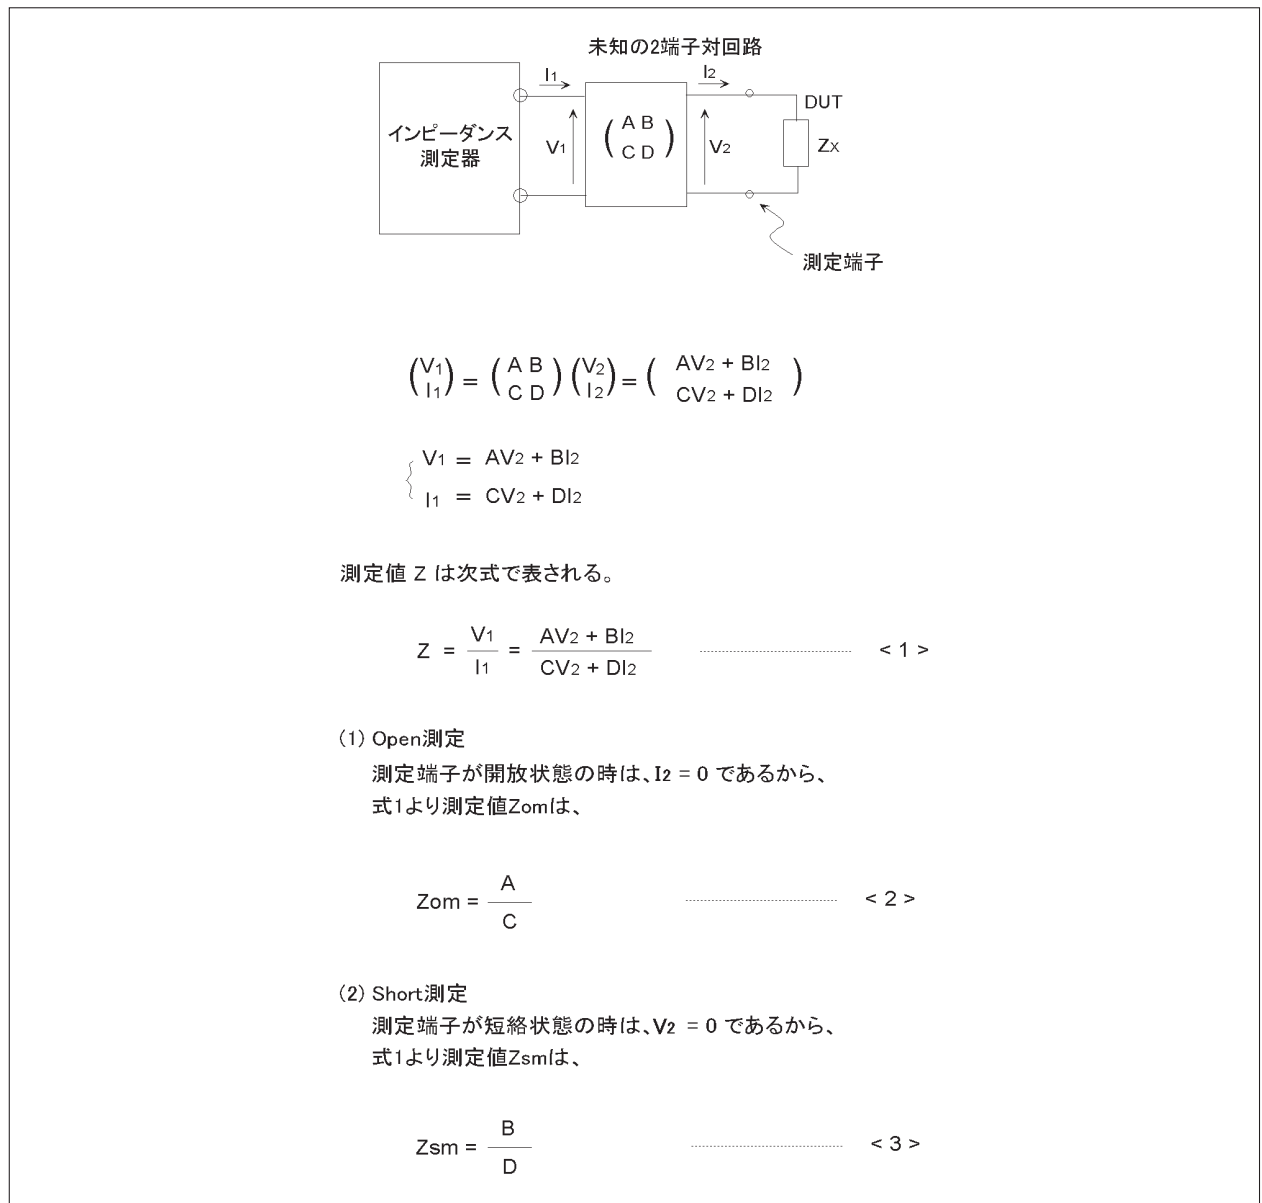 未知の2端子対回路
I1
I2
インピーダンス
測定器
V1
A B
C D
V2
DUT
Zx
測定端子
(V1 I1) = (A B C D) (V2 I2) = (AV2 + BI2 CV2 + DI2)
V1 = AV2 + BI2
I1 = CV2 + DI2
測定値 Z は次式で表される。
Z = V1 / I1 = AV2 + BI2 / CV2 + DI2 < 1 >
(1) Open測定
測定端子が開放状態の時は、I2 = 0 であるから、
式1より測定値Zomは、
Zom = A / C < 2 >
(2) Short測定
測定端子が短絡状態の時は、V2 = 0 であるから、
式1より測定値Zsmは、
Zsm = B / D < 3 >